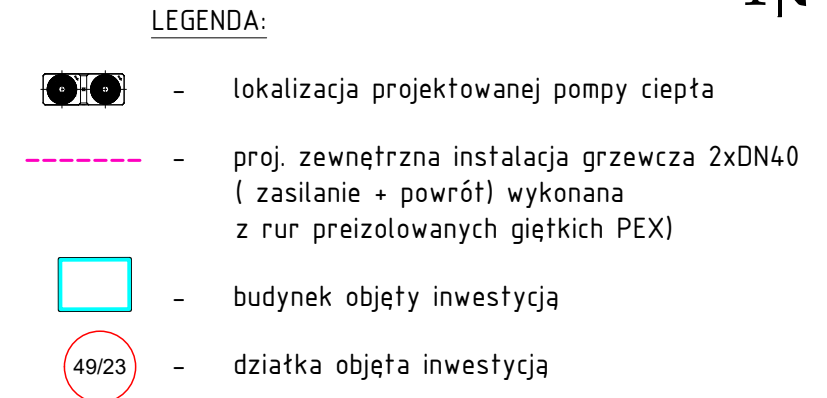 LEGENDA:
- lokalizacja projektowanej pompy ciepła
- proj. zewnętrzna instalacja grzewcza 2xDN40
( zasilanie + powrót) wykonana
z rur preizolowanych giętkich PEX)
- budynek objęty inwestycją
49/23 - działka objęta inwestycją